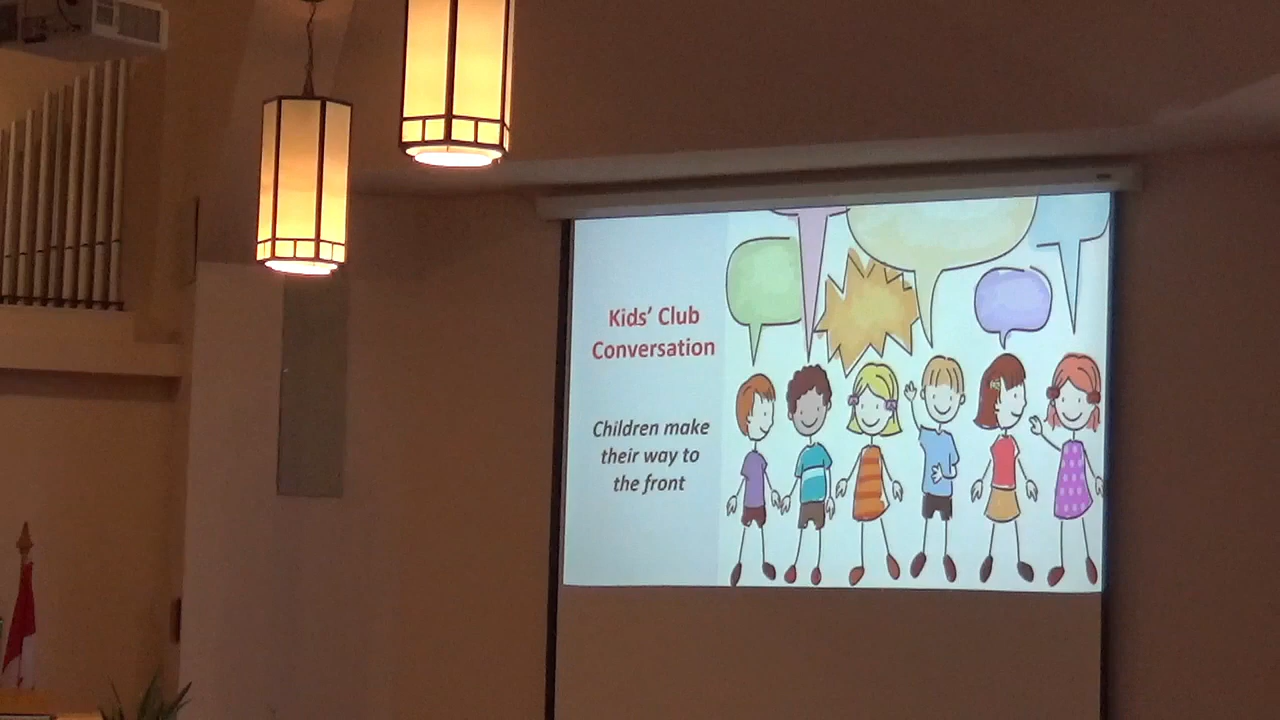 Kids’ Club
Conversation
Children make
their way to
the front